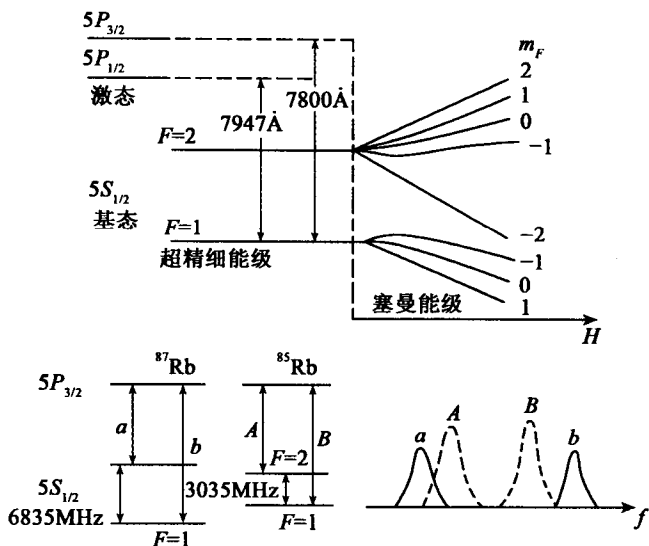 5P3/2
5P1/2
激态
7947Å
7800Å
mF
2
1
0
−1
F=2
5S1/2
基态
F=1
超精细能级
−2
−1
0
1
塞曼能级
H
87Rb
85Rb
5P3/2
a
b
A
B
F=2
5S1/2
3035MHz
6835MHz
F=1
F=1
a
A
B
b
f